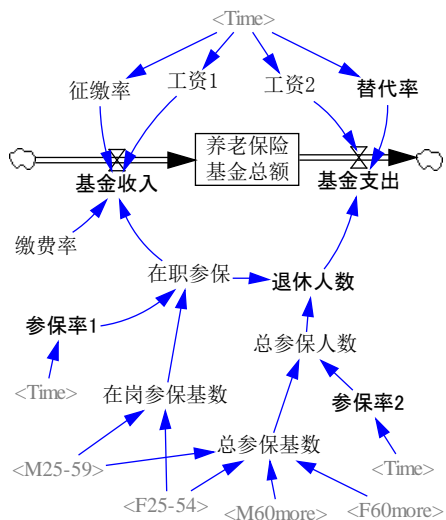 <Time>
征缴率
工资1
工资2
替代率
养老保险
基金总额
基金收入
基金支出
缴费率
在职参保
退休人数
参保率1
总参保人数
<Time>
在岗参保基数
参保率2
总参保基数
<M25-59>
<Time>
<F25-54>
<M60more>
<F60more>